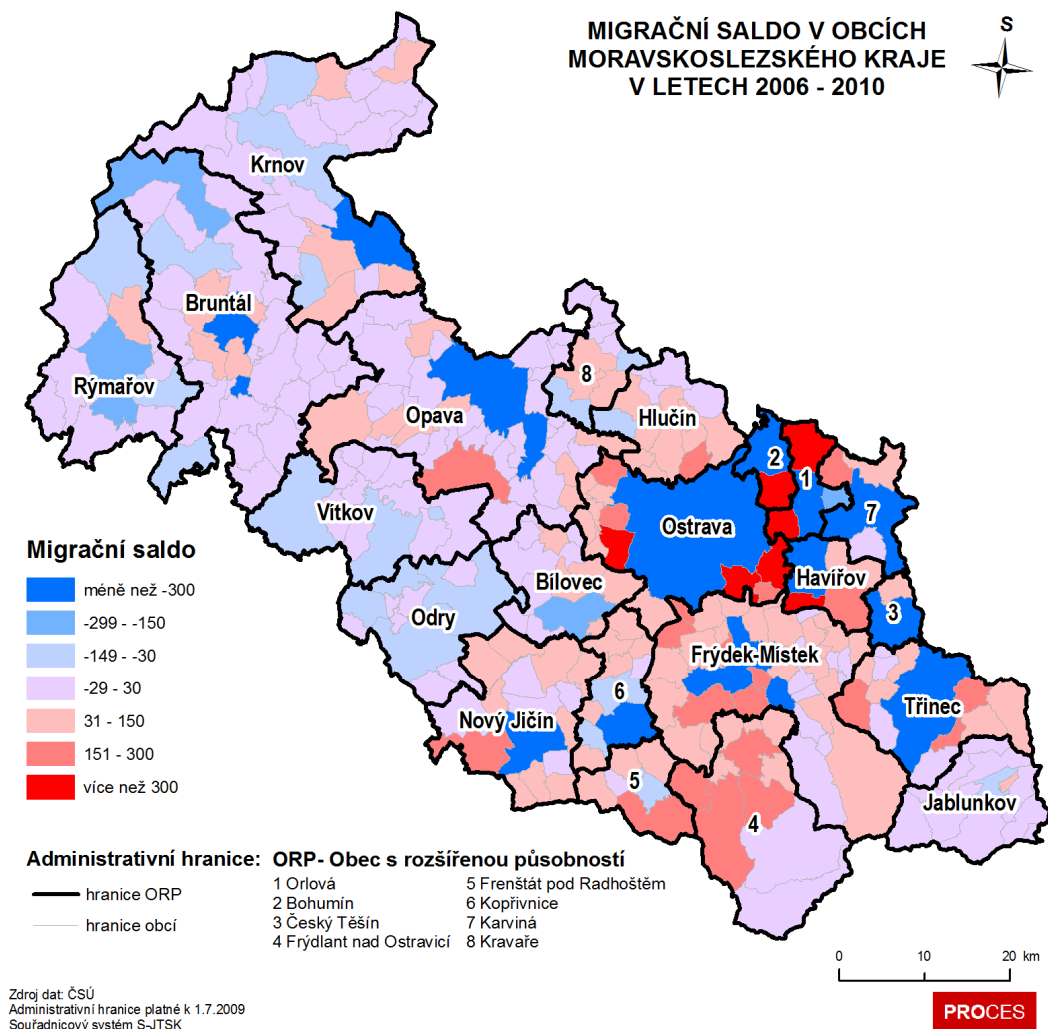 MIGRAČNÍ SALDO V OBCÍCH
MORAVSKOSLEZSKÉHO KRAJE
V LETECH 2006 - 2010
S
Krnov
Bruntál
Rýmařov
8
Opava
Hlučín
2
1
Vítkov
Ostrava
7
Bílovec
Havířov
Odry
3
Frýdek-Místek
6
Nový Jičín
Třinec
5
4
Jablunkov
Migrační saldo
méně než -300
-299 - -150
-149 - -30
-29 - 30
31 - 150
151 - 300
více než 300
Administrativní hranice:
hranice ORP
hranice obcí
ORP- Obec s rozšířenou působností
1 Orlová
2 Bohumín
3 Český Těšín
4 Frýdlant nad Ostravicí
5 Frenštát pod Radhoštěm
6 Kopřivnice
7 Karviná
8 Kravaře
0 10 20 km
Zdroj dat: ČSÚ
Administrativní hranice platné k 1.7.2009
Souřadnicový systém S-JTSK
PROCES